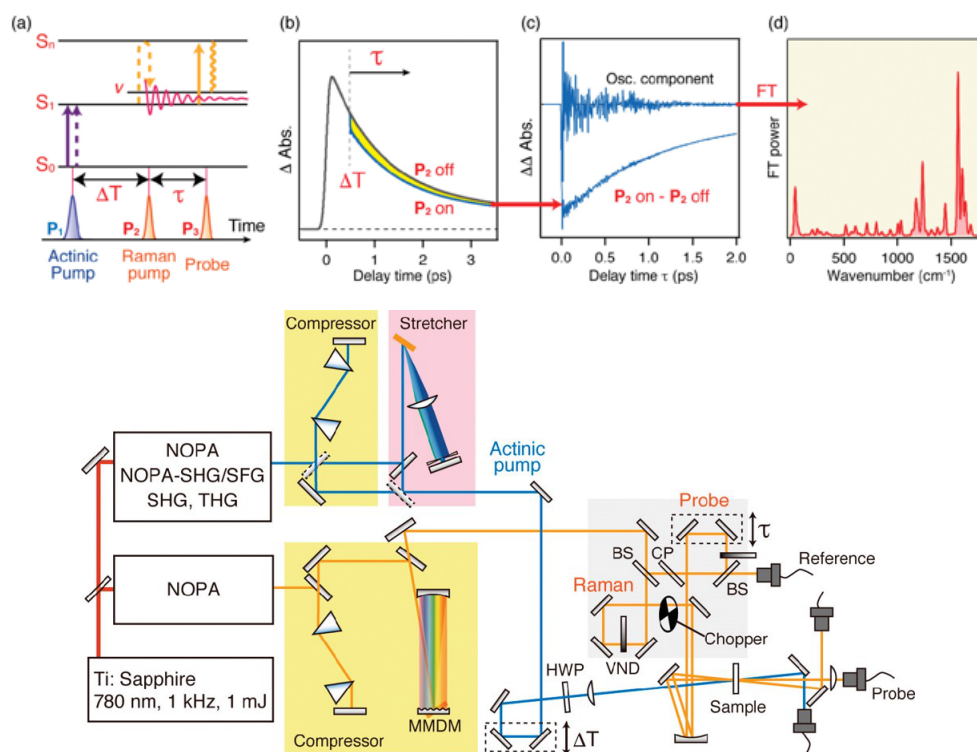 (a)
Sn
ν
S1
S0
ΔT
τ
P1
P2
P3
Time
Actinic
Pump
Raman
pump
Probe
(b)
Δ Abs.
τ
ΔT
P2 off
P2 on
0
1
2
3
Delay time (ps)
(c)
ΔΔ Abs.
Osc. component
P2 on - P2 off
0.0
0.5
1.0
1.5
2.0
Delay time τ (ps)
FT
(d)
FT power
0
500
1000
1500
Wavenumber (cm-1)
Compressor
Stretcher
NOPA
NOPA-SHG/SFG
SHG, THG
Actinic
pump
NOPA
Ti: Sapphire
780 nm, 1 kHz, 1 mJ
Compressor
MMDM
Probe
τ
BS
CP
BS
Reference
Raman
Chopper
VND
HWP
Sample
Probe
ΔT